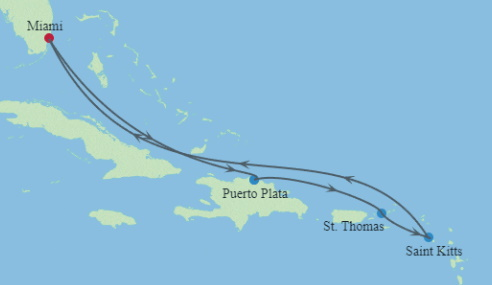 Miami
Puerto Plata
St. Thomas
Saint Kitts